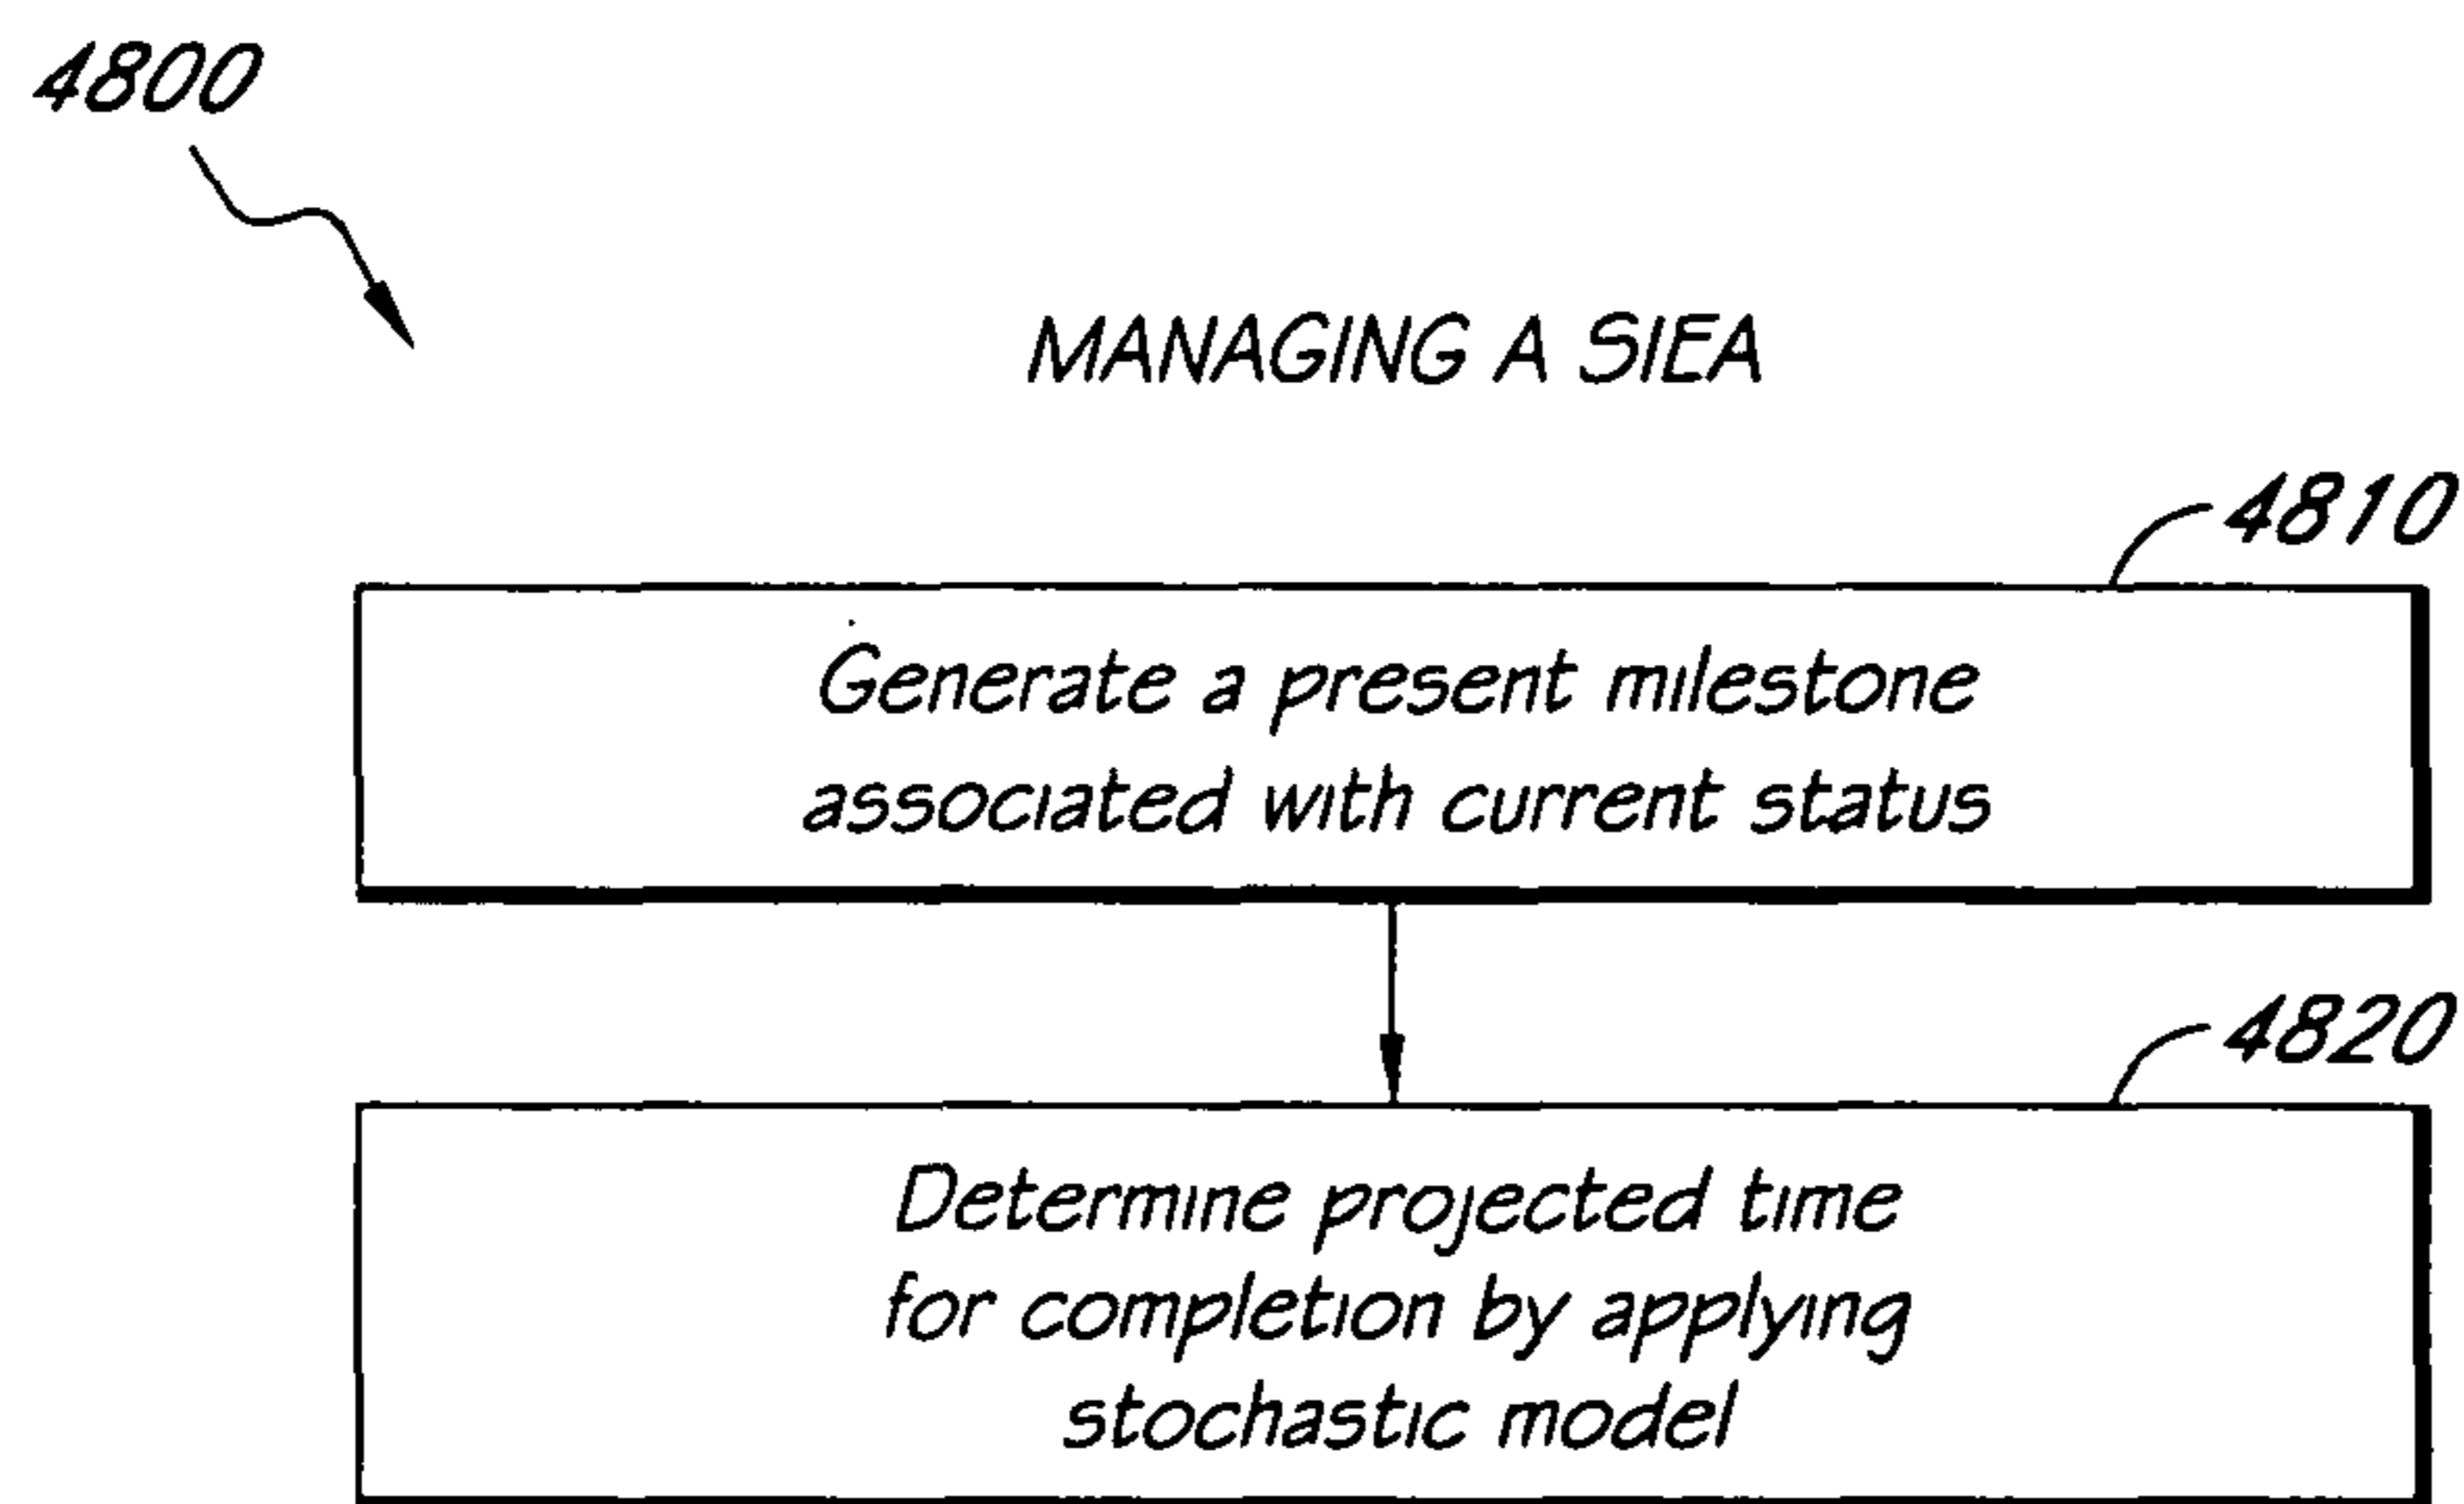 4800
MANAGING A SIEA
4810
Generate a present milestone
associated with current status
4820
Determine projected time
for completion by applying
stochastic model